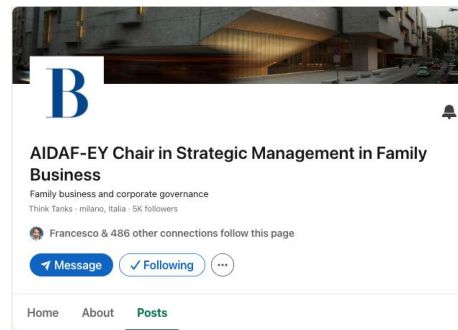 B
AIDAF-EY Chair in Strategic Management in Family
Business
Family business and corporate governance
Think Tanks · milano, Italia · 5K followers
Francesco & 486 other connections follow this page
Message Following
Home About Posts